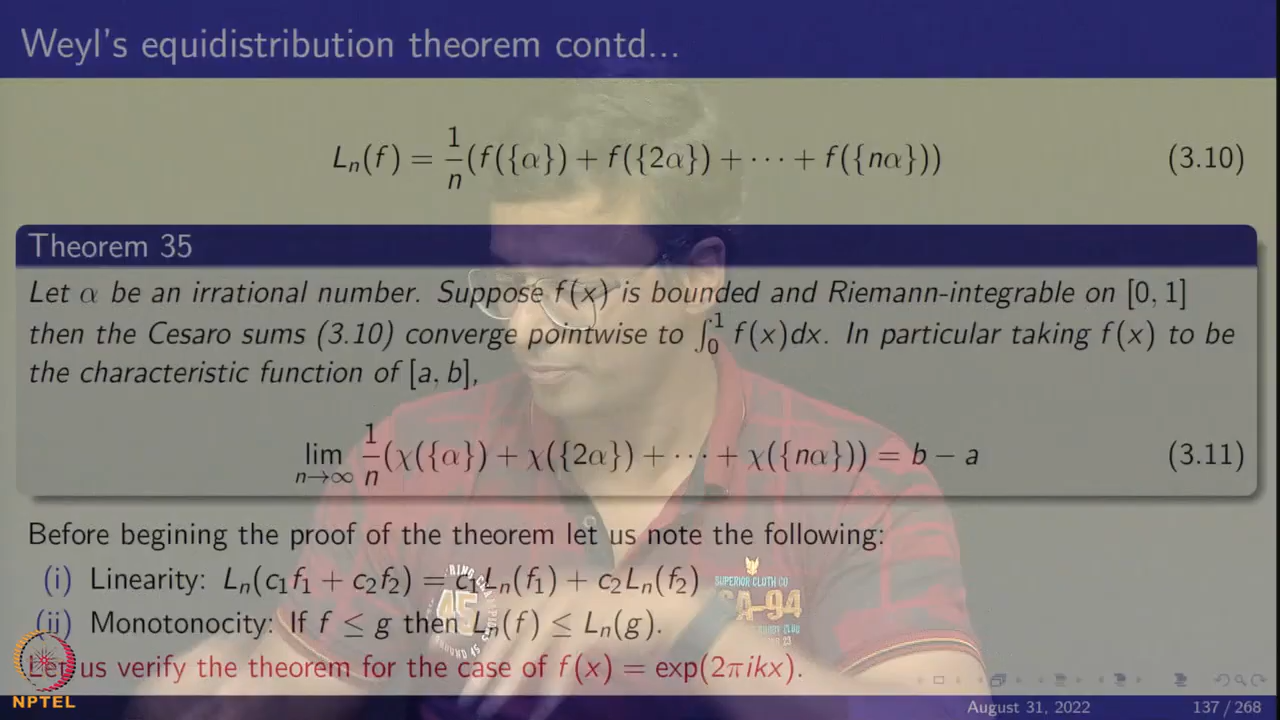 Weyl's equidistribution theorem contd...
L_n(f) = \frac{1}{n}(f({α}) + f({2α}) + ··· + f({nα})) (3.10)
Theorem 35
Let α be an irrational number. Suppose f(x) is bounded and Riemann-integrable on [0, 1]
then the Cesaro sums (3.10) converge pointwise to ∫_0^1 f(x)dx. In particular taking f(x) to be
the characteristic function of [a, b],
\lim_{n→∞} \frac{1}{n}(χ({α}) + χ({2α}) + ··· + χ({nα})) = b − a (3.11)
Before begining the proof of the theorem let us note the following:
(i) Linearity: L_n(c_1f_1 + c_2f_2) = c_1L_n(f_1) + c_2L_n(f_2)
(ii) Monotonocity: If f ≤ g then L_n(f) ≤ L_n(g).
Let us verify the theorem for the case of f(x) = exp(2πikx).
45
SUPERIOR CLOTH CO
SA-94
NPTEL
August 31, 2022 137 / 268